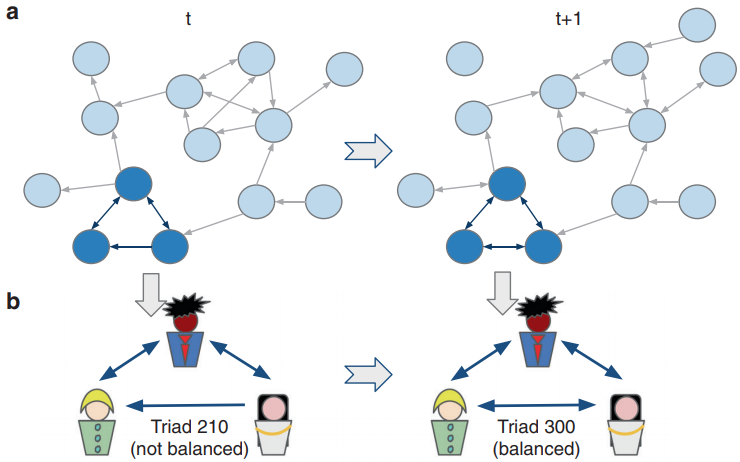 a
t
t+1
b
Triad 210
(not balanced)
Triad 300
(balanced)